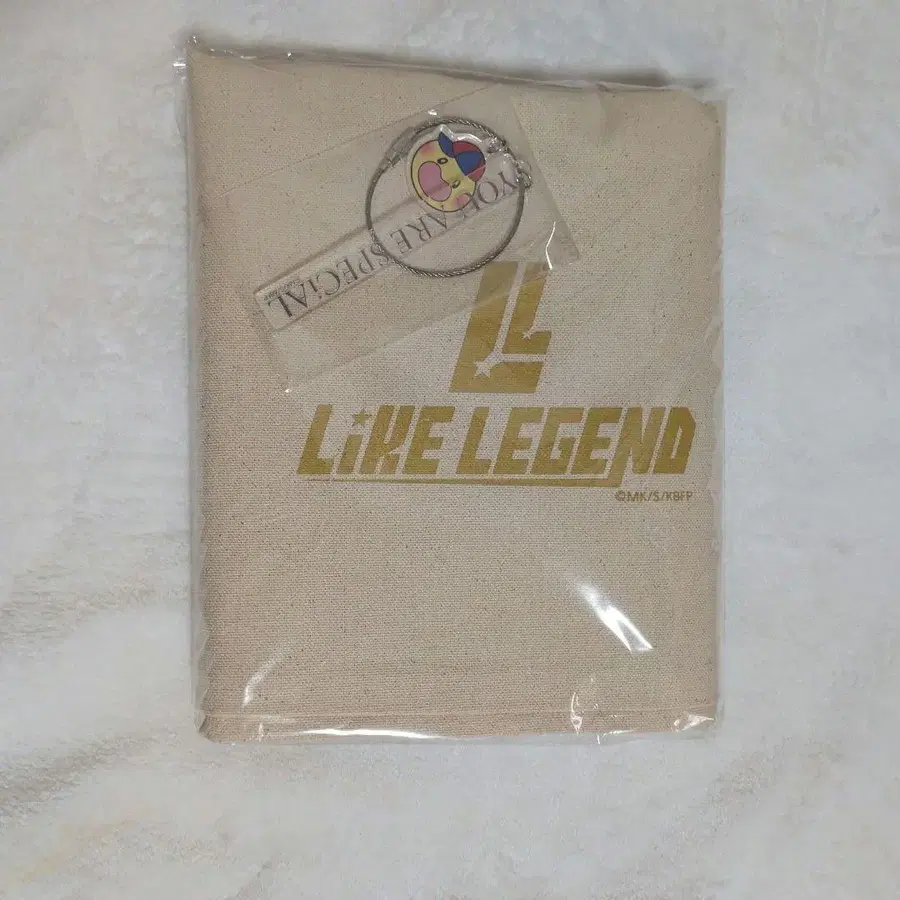 YOU ARE SPECiAL
LL
LiKE LEGEND
©MK/S/KBFP